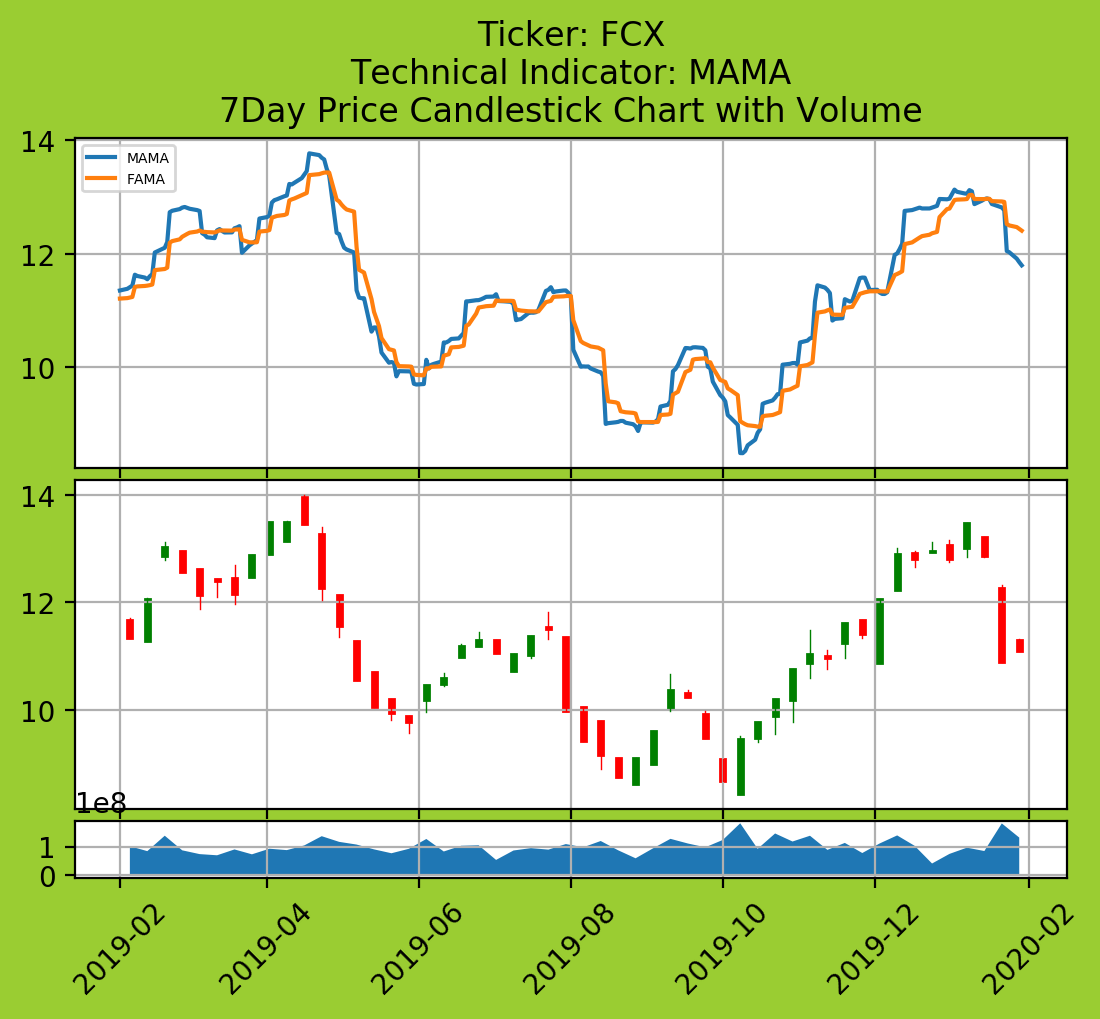 Ticker: FCX
Technical Indicator: MAMA
7Day Price Candlestick Chart with Volume
14
12
10
MAMA
FAMA
14
12
10
1e8
1
0
2019-02
2019-04
2019-06
2019-08
2019-10
2019-12
2020-02